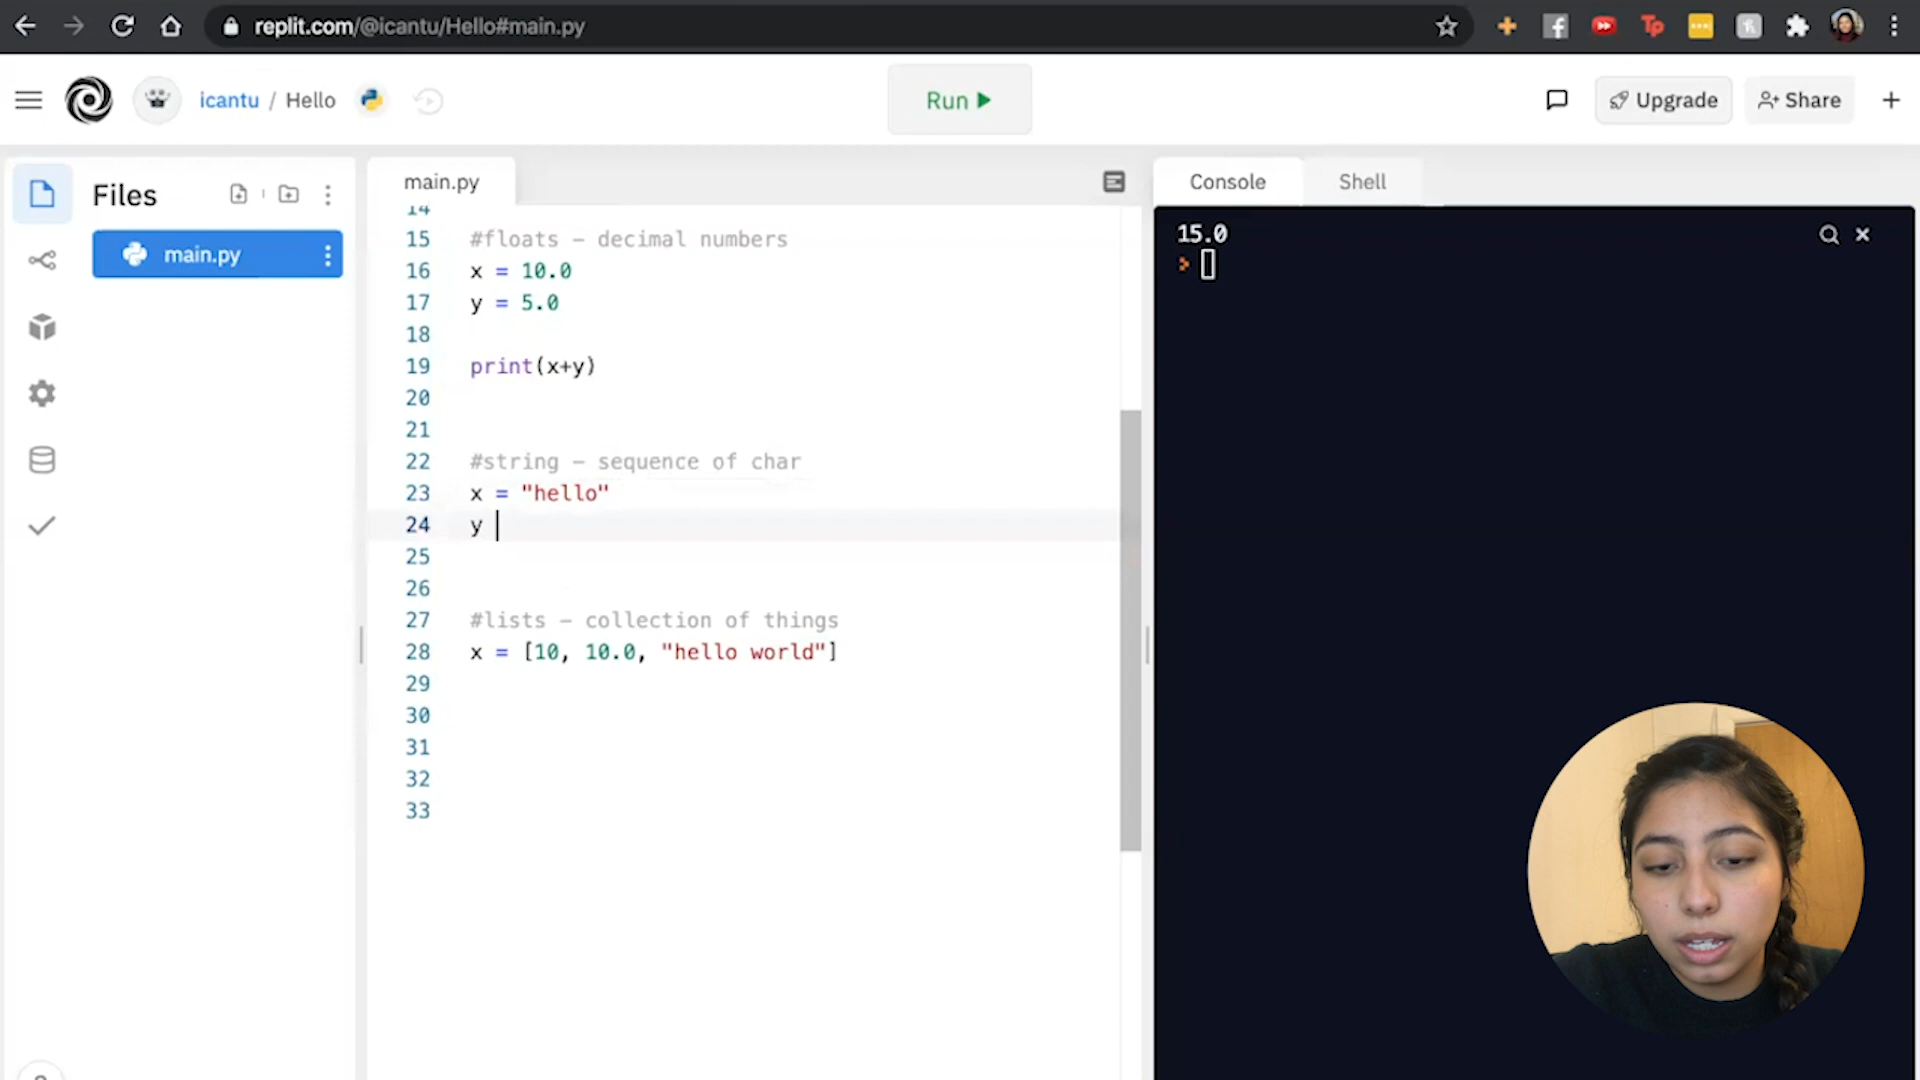 replit.com/@icantu/Hello#main.py
Tp
icantu / Hello
Run
Upgrade
Share
Files
main.py
main.py
Console
Shell
14
15 #floats – decimal numbers
16 x = 10.0
17 y = 5.0
18
19 print(x+y)
20
21
22 #string – sequence of char
23 x = "hello"
24 y
25
26
27 #lists – collection of things
28 x = [10, 10.0, "hello world"]
29
30
31
32
33
15.0
>